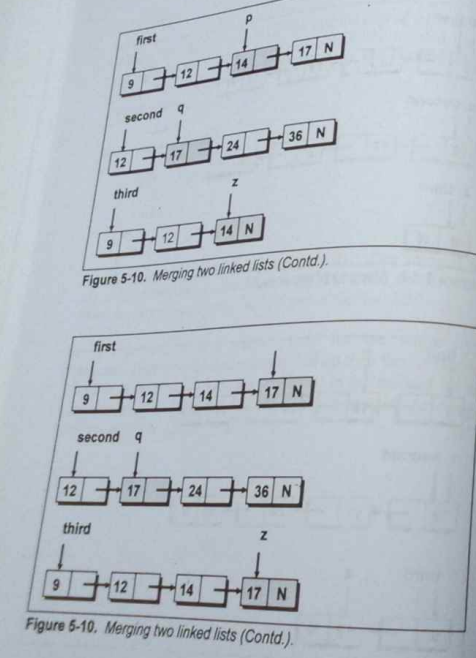 p
first
9 12 14 17 N
second q
12 17 24 36 N
third z
9 12 14 N
Figure 5-10. Merging two linked lists (Contd.).
first
9 12 14 17 N
second q
12 17 24 36 N
third z
9 12 14 17 N
Figure 5-10. Merging two linked lists (Contd.).